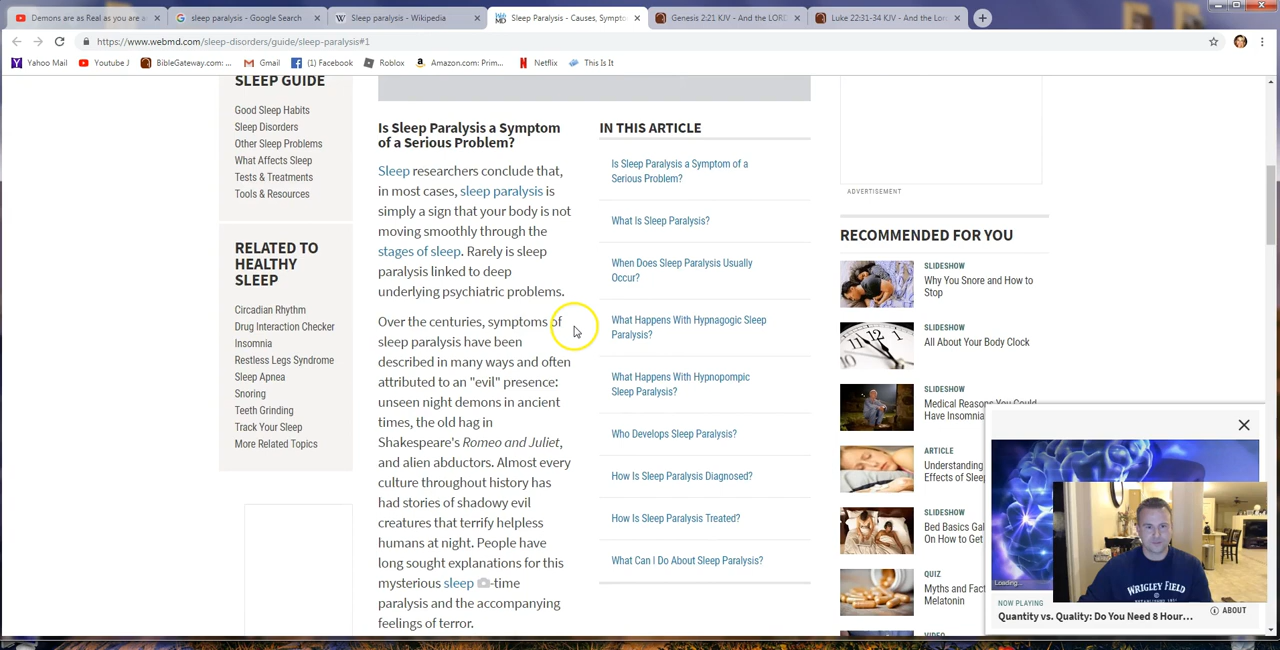 Demons are as Real as you are a
sleep paralysis - Google Search
Sleep paralysis - Wikipedia
Sleep Paralysis - Causes, Sympto
Genesis 2:21 KJV - And the LORD
Luke 22:31-34 KJV - And the Lor
https://www.webmd.com/sleep-disorders/guide/sleep-paralysis#1
Yahoo Mail
Youtube J
BibleGateway.com: ...
Gmail
(1) Facebook
Roblox
Amazon.com: Prim...
Netflix
This Is It
SLEEP GUIDE
Good Sleep Habits
Sleep Disorders
Other Sleep Problems
What Affects Sleep
Tests & Treatments
Tools & Resources
RELATED TO
HEALTHY
SLEEP
Circadian Rhythm
Drug Interaction Checker
Insomnia
Restless Legs Syndrome
Sleep Apnea
Snoring
Teeth Grinding
Track Your Sleep
More Related Topics
Is Sleep Paralysis a Symptom
of a Serious Problem?
Sleep researchers conclude that,
in most cases, sleep paralysis is
simply a sign that your body is not
moving smoothly through the
stages of sleep. Rarely is sleep
paralysis linked to deep
underlying psychiatric problems.
Over the centuries, symptoms of
sleep paralysis have been
described in many ways and often
attributed to an "evil" presence:
unseen night demons in ancient
times, the old hag in
Shakespeare's Romeo and Juliet,
and alien abductors. Almost every
culture throughout history has
had stories of shadowy evil
creatures that terrify helpless
humans at night. People have
long sought explanations for this
mysterious sleep -time
paralysis and the accompanying
feelings of terror.
IN THIS ARTICLE
Is Sleep Paralysis a Symptom of a
Serious Problem?
What Is Sleep Paralysis?
When Does Sleep Paralysis Usually
Occur?
What Happens With Hypnagogic Sleep
Paralysis?
What Happens With Hypnopompic
Sleep Paralysis?
Who Develops Sleep Paralysis?
How Is Sleep Paralysis Diagnosed?
How Is Sleep Paralysis Treated?
What Can I Do About Sleep Paralysis?
ADVERTISEMENT
RECOMMENDED FOR YOU
SLIDESHOW
Why You Snore and How to
Stop
SLIDESHOW
All About Your Body Clock
SLIDESHOW
Medical Reasons You Could
Have Insomnia
ARTICLE
Understanding
Effects of Sleep
SLIDESHOW
Bed Basics
On How to Get
QUIZ
Myths and
Melatonin
VIDEO
Loading...
WRIGLEY FIELD
NOW PLAYING
ABOUT
Quantity vs. Quality: Do You Need 8 Hour...